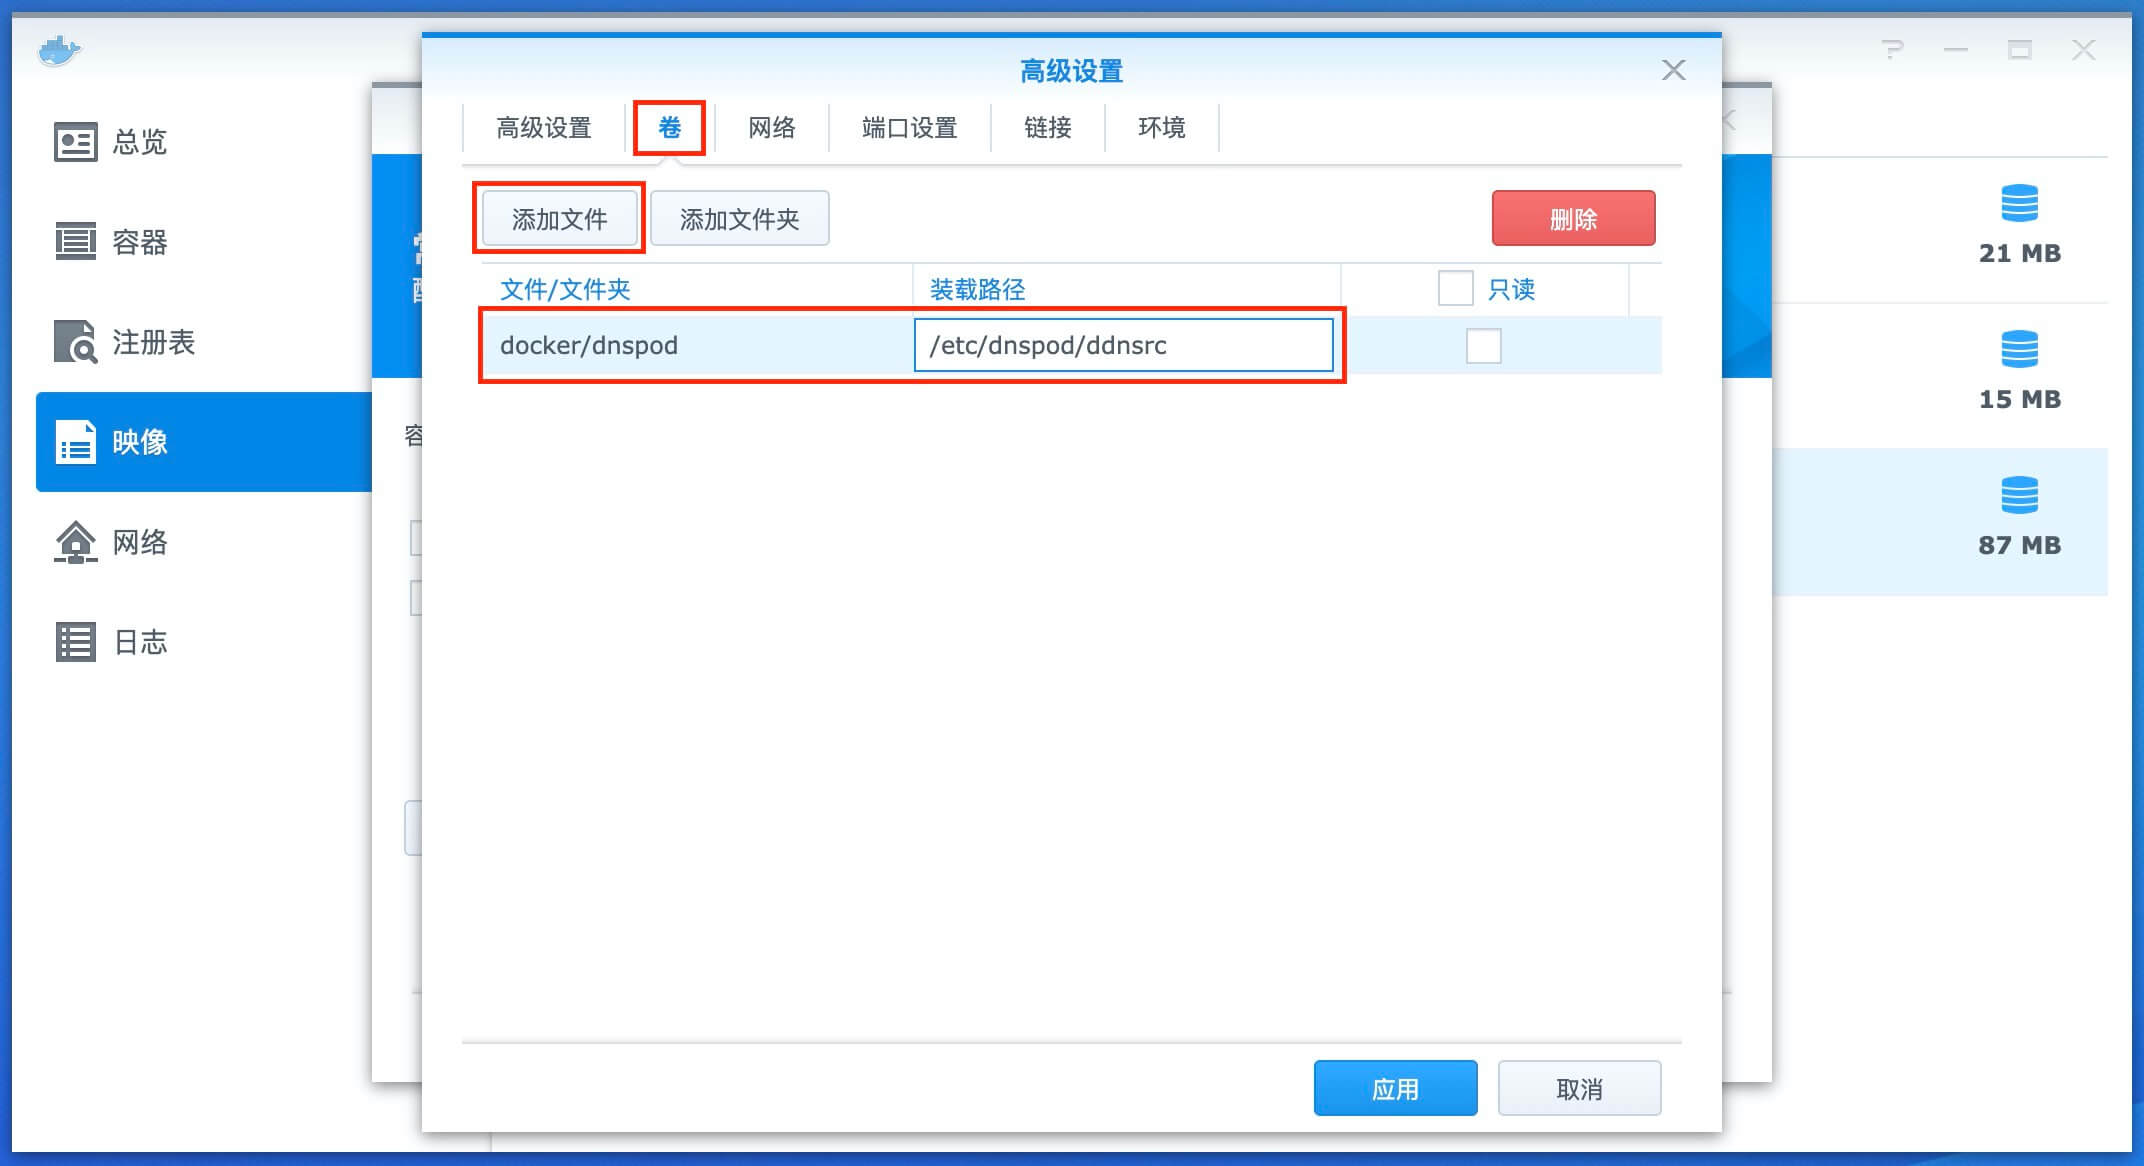 高级设置
高级设置 卷 网络 端口设置 链接 环境
添加文件 添加文件夹 删除
文件/文件夹 装载路径 只读
docker/dnspod /etc/dnspod/ddnsrc
应用 取消
总览
容器
注册表
映像
网络
日志
21 MB
15 MB
87 MB